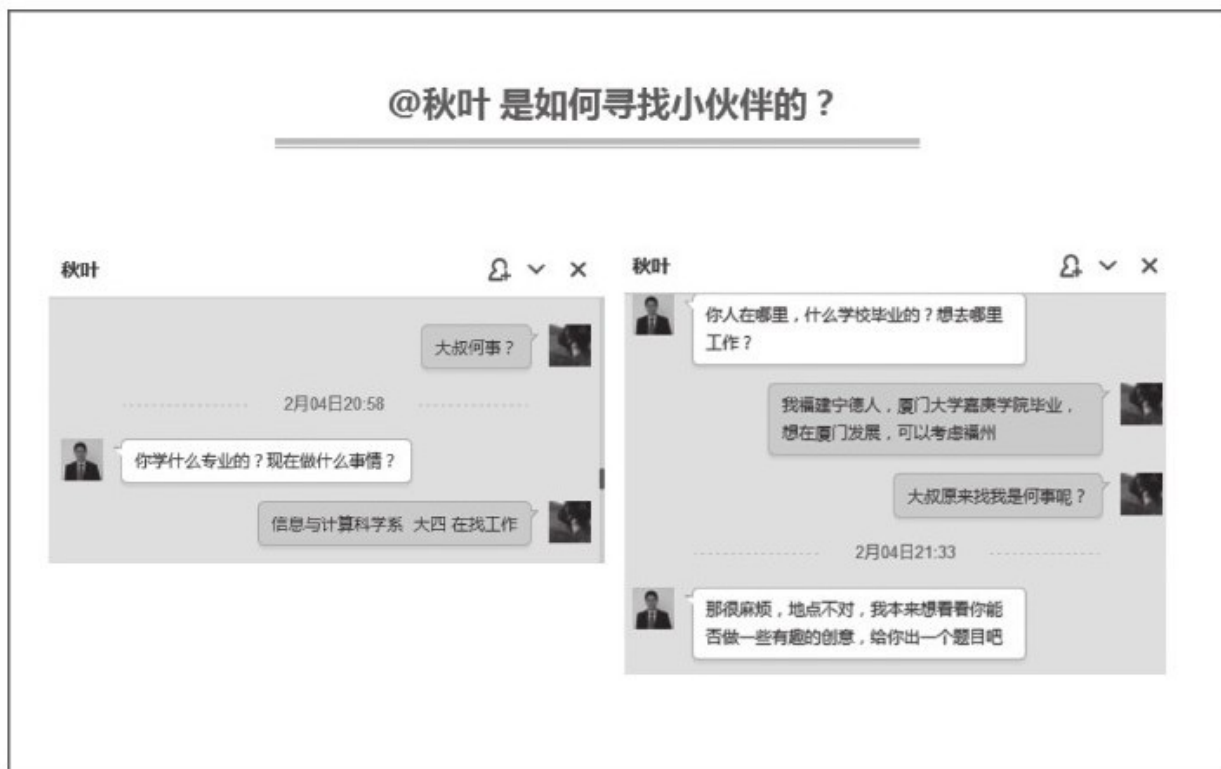 @秋叶 是如何寻找小伙伴的？
秋叶
大叔何事？
2月04日20:58
你学什么专业的？现在做什么事情？
信息与计算科学系 大四 在找工作
秋叶
你人在哪里，什么学校毕业的？想去哪里
工作？
我福建宁德人，厦门大学嘉庚学院毕业，
想在厦门发展，可以考虑福州
大叔原来找我是何事呢？
2月04日21:33
那很麻烦，地点不对，我本来想看看你能
否做一些有趣的创意，给你出一个题目吧